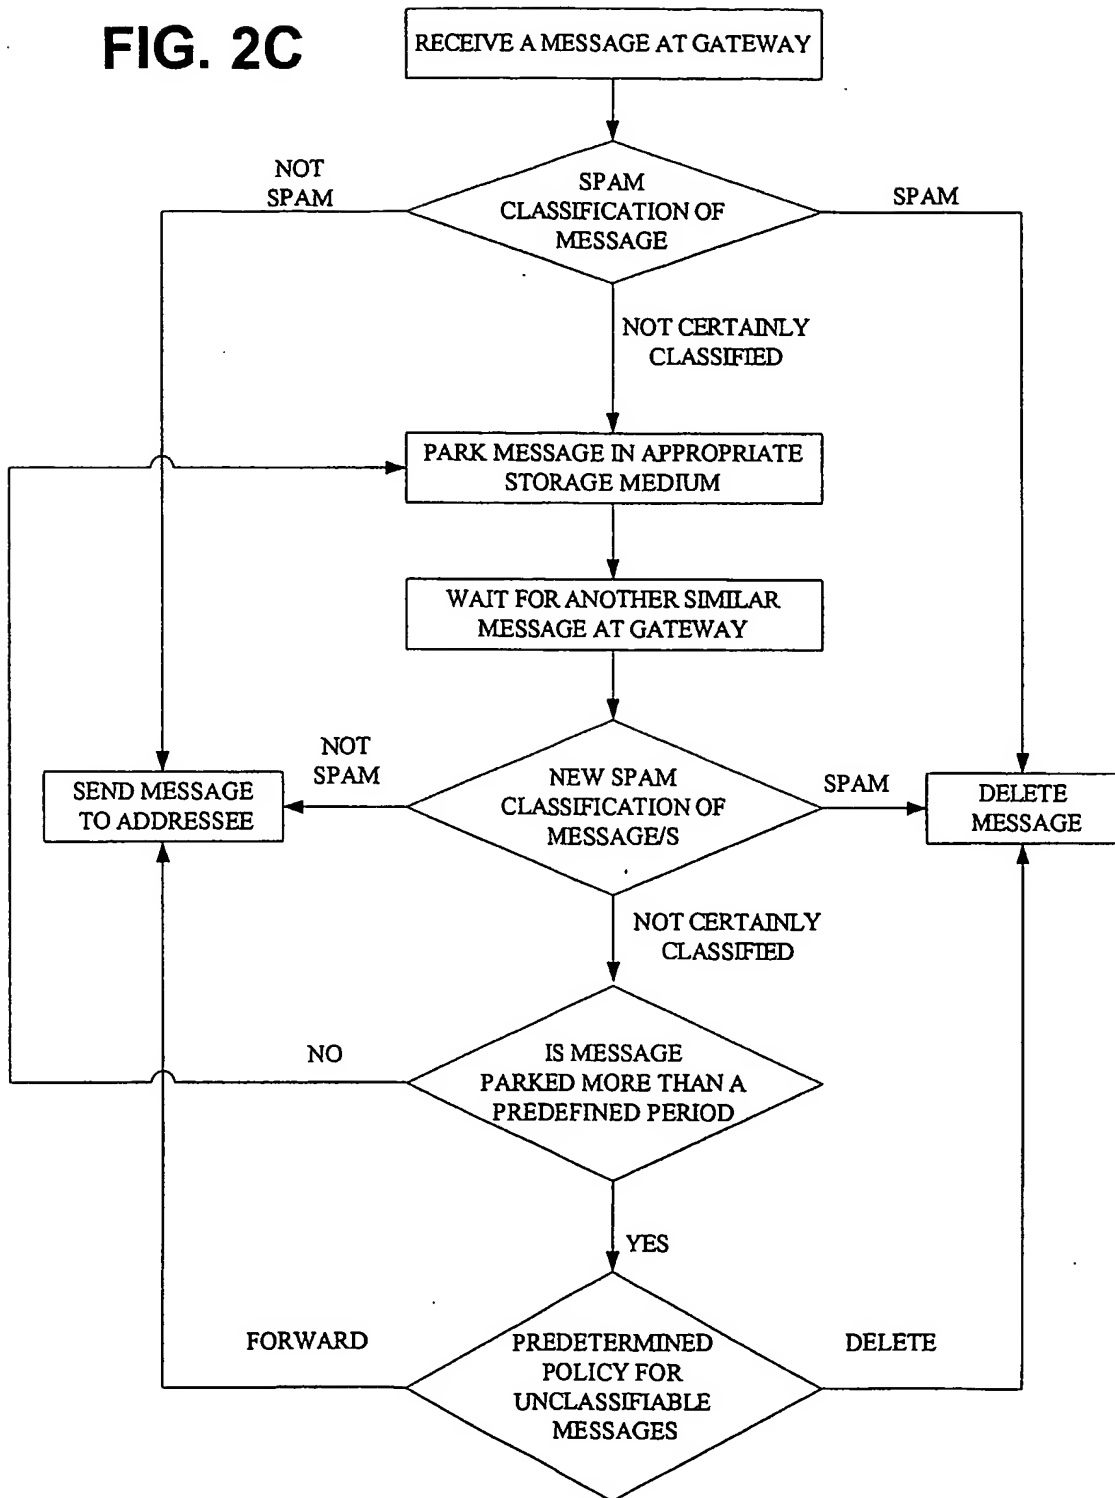 FIG. 2C
RECEIVE A MESSAGE AT GATEWAY
NOT
SPAM
SPAM
CLASSIFICATION OF
MESSAGE
SPAM
NOT CERTAINLY
CLASSIFIED
PARK MESSAGE IN APPROPRIATE
STORAGE MEDIUM
WAIT FOR ANOTHER SIMILAR
MESSAGE AT GATEWAY
SEND MESSAGE
TO ADDRESSEE
NOT
SPAM
NEW SPAM
CLASSIFICATION OF
MESSAGE/S
SPAM
DELETE
MESSAGE
NOT CERTAINLY
CLASSIFIED
NO
IS MESSAGE
PARKED MORE THAN A
PREDEFINED PERIOD
YES
FORWARD
PREDETERMINED
POLICY FOR
UNCLASSIFIABLE
MESSAGES
DELETE